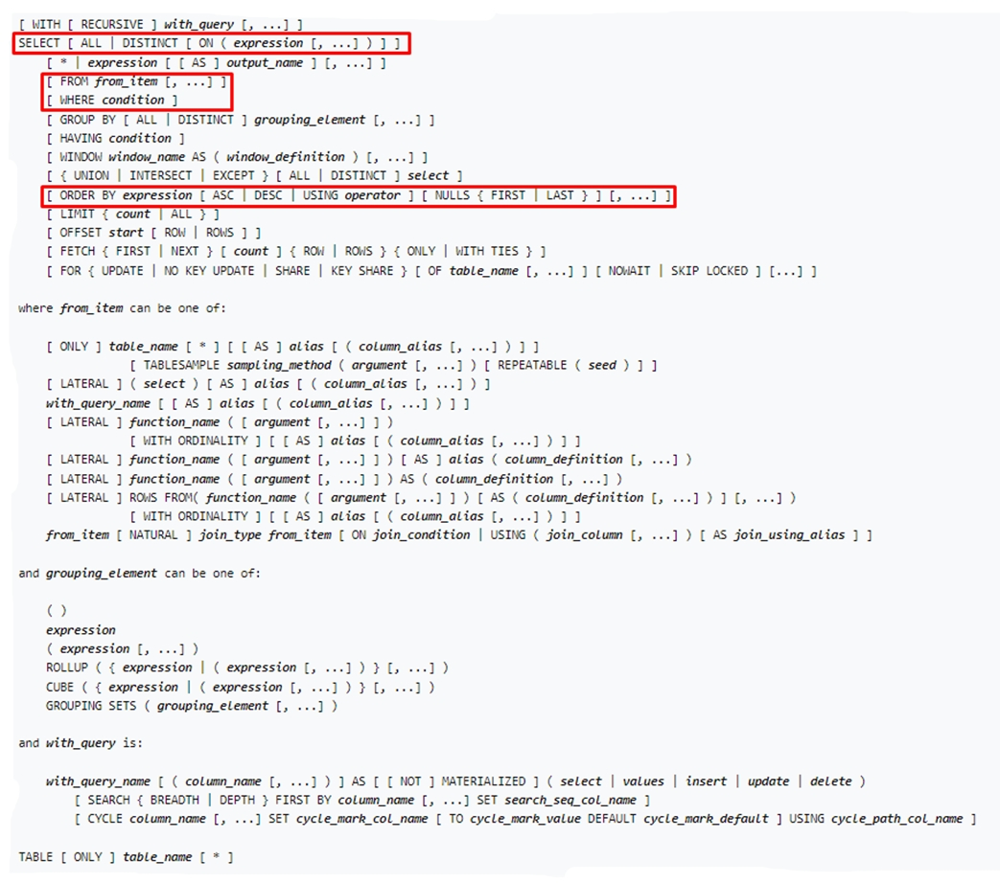 [ WITH [ RECURSIVE ] with_query [, ...] ]
SELECT [ ALL | DISTINCT [ ON ( expression [, ...] ) ] ]
[ * | expression [ [ AS ] output_name ] [, ...] ]
[ FROM from_item [, ...] ]
[ WHERE condition ]
[ GROUP BY [ ALL | DISTINCT ] grouping_element [, ...] ]
[ HAVING condition ]
[ WINDOW window_name AS ( window_definition ) [, ...] ]
[ { UNION | INTERSECT | EXCEPT } [ ALL | DISTINCT ] select ]
[ ORDER BY expression [ ASC | DESC | USING operator ] [ NULLS { FIRST | LAST } ] [, ...] ]
[ LIMIT { count | ALL } ]
[ OFFSET start [ ROW | ROWS ] ]
[ FETCH { FIRST | NEXT } [ count ] { ROW | ROWS } { ONLY | WITH TIES } ]
[ FOR { UPDATE | NO KEY UPDATE | SHARE | KEY SHARE } [ OF table_name [, ...] ] [ NOWAIT | SKIP LOCKED ] [...] ]
where from_item can be one of:
[ ONLY ] table_name [ * ] [ [ AS ] alias [ ( column_alias [, ...] ) ] ]
[ TABLESAMPLE sampling_method ( argument [, ...] ) [ REPEATABLE ( seed ) ] ]
[ LATERAL ] ( select ) [ AS ] alias [ ( column_alias [, ...] ) ]
with_query_name [ [ AS ] alias [ ( column_alias [, ...] ) ] ]
[ LATERAL ] function_name ( [ argument [, ...] ] )
[ WITH ORDINALITY ] [ [ AS ] alias [ ( column_alias [, ...] ) ] ]
[ LATERAL ] function_name ( [ argument [, ...] ] ) [ AS ] alias ( column_definition [, ...] )
[ LATERAL ] function_name ( [ argument [, ...] ] ) AS ( column_definition [, ...] )
[ LATERAL ] ROWS FROM( function_name ( [ argument [, ...] ] ) [ AS ( column_definition [, ...] ) ] [, ...] )
[ WITH ORDINALITY ] [ [ AS ] alias [ ( column_alias [, ...] ) ] ]
from_item [ NATURAL ] join_type from_item [ ON join_condition | USING ( join_column [, ...] ) [ AS join_using_alias ] ]
and grouping_element can be one of:
( )
expression
( expression [, ...] )
ROLLUP ( { expression | ( expression [, ...] ) } [, ...] )
CUBE ( { expression | ( expression [, ...] ) } [, ...] )
GROUPING SETS ( grouping_element [, ...] )
and with_query is:
with_query_name [ ( column_name [, ...] ) ] AS [ [ NOT ] MATERIALIZED ] ( select | values | insert | update | delete )
[ SEARCH { BREADTH | DEPTH } FIRST BY column_name [, ...] SET search_seq_col_name ]
[ CYCLE column_name [, ...] SET cycle_mark_col_name [ TO cycle_mark_value DEFAULT cycle_mark_default ] USING cycle_path_col_name ]
TABLE [ ONLY ] table_name [ * ]